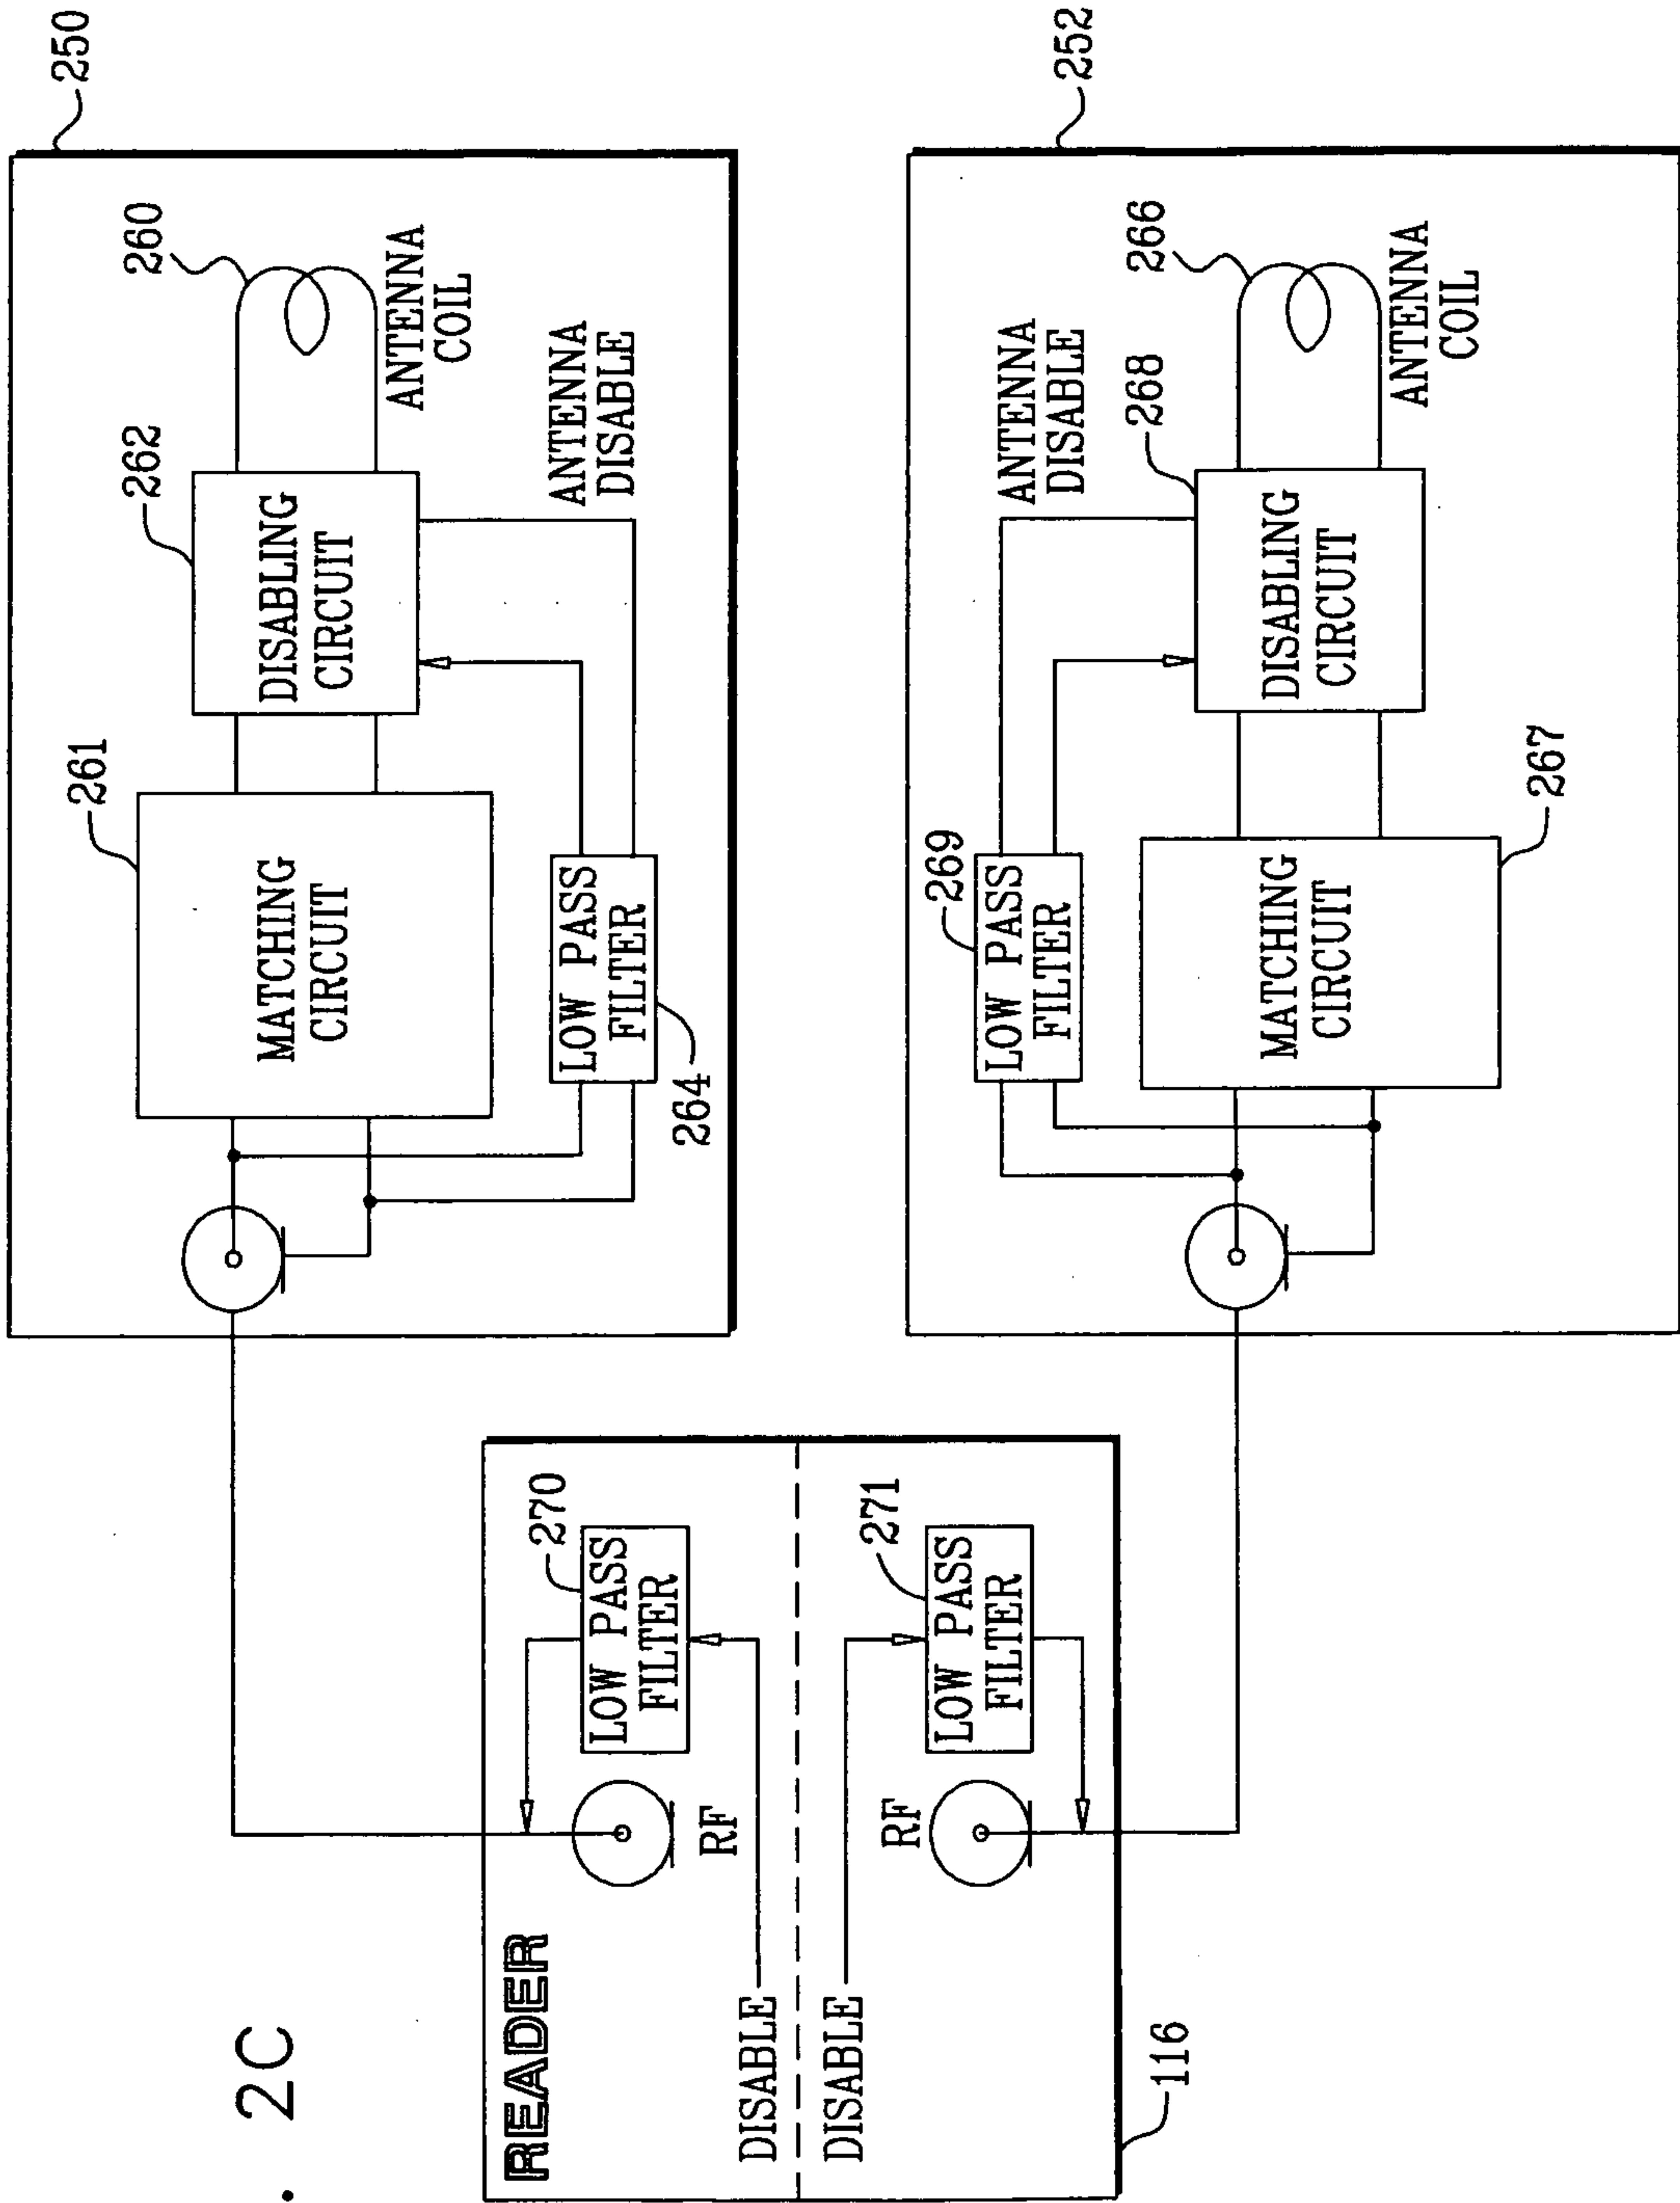 . 2C
READER
DISABLE
DISABLE
RF
RF
LOW PASS
FILTER
270
LOW PASS
FILTER
271
116
250
261
MATCHING
CIRCUIT
262
DISABLING
CIRCUIT
260
ANTENNA
COIL
LOW PASS
FILTER
264
ANTENNA
DISABLE
252
269
LOW PASS
FILTER
ANTENNA
DISABLE
268
266
MATCHING
CIRCUIT
267
DISABLING
CIRCUIT
ANTENNA
COIL